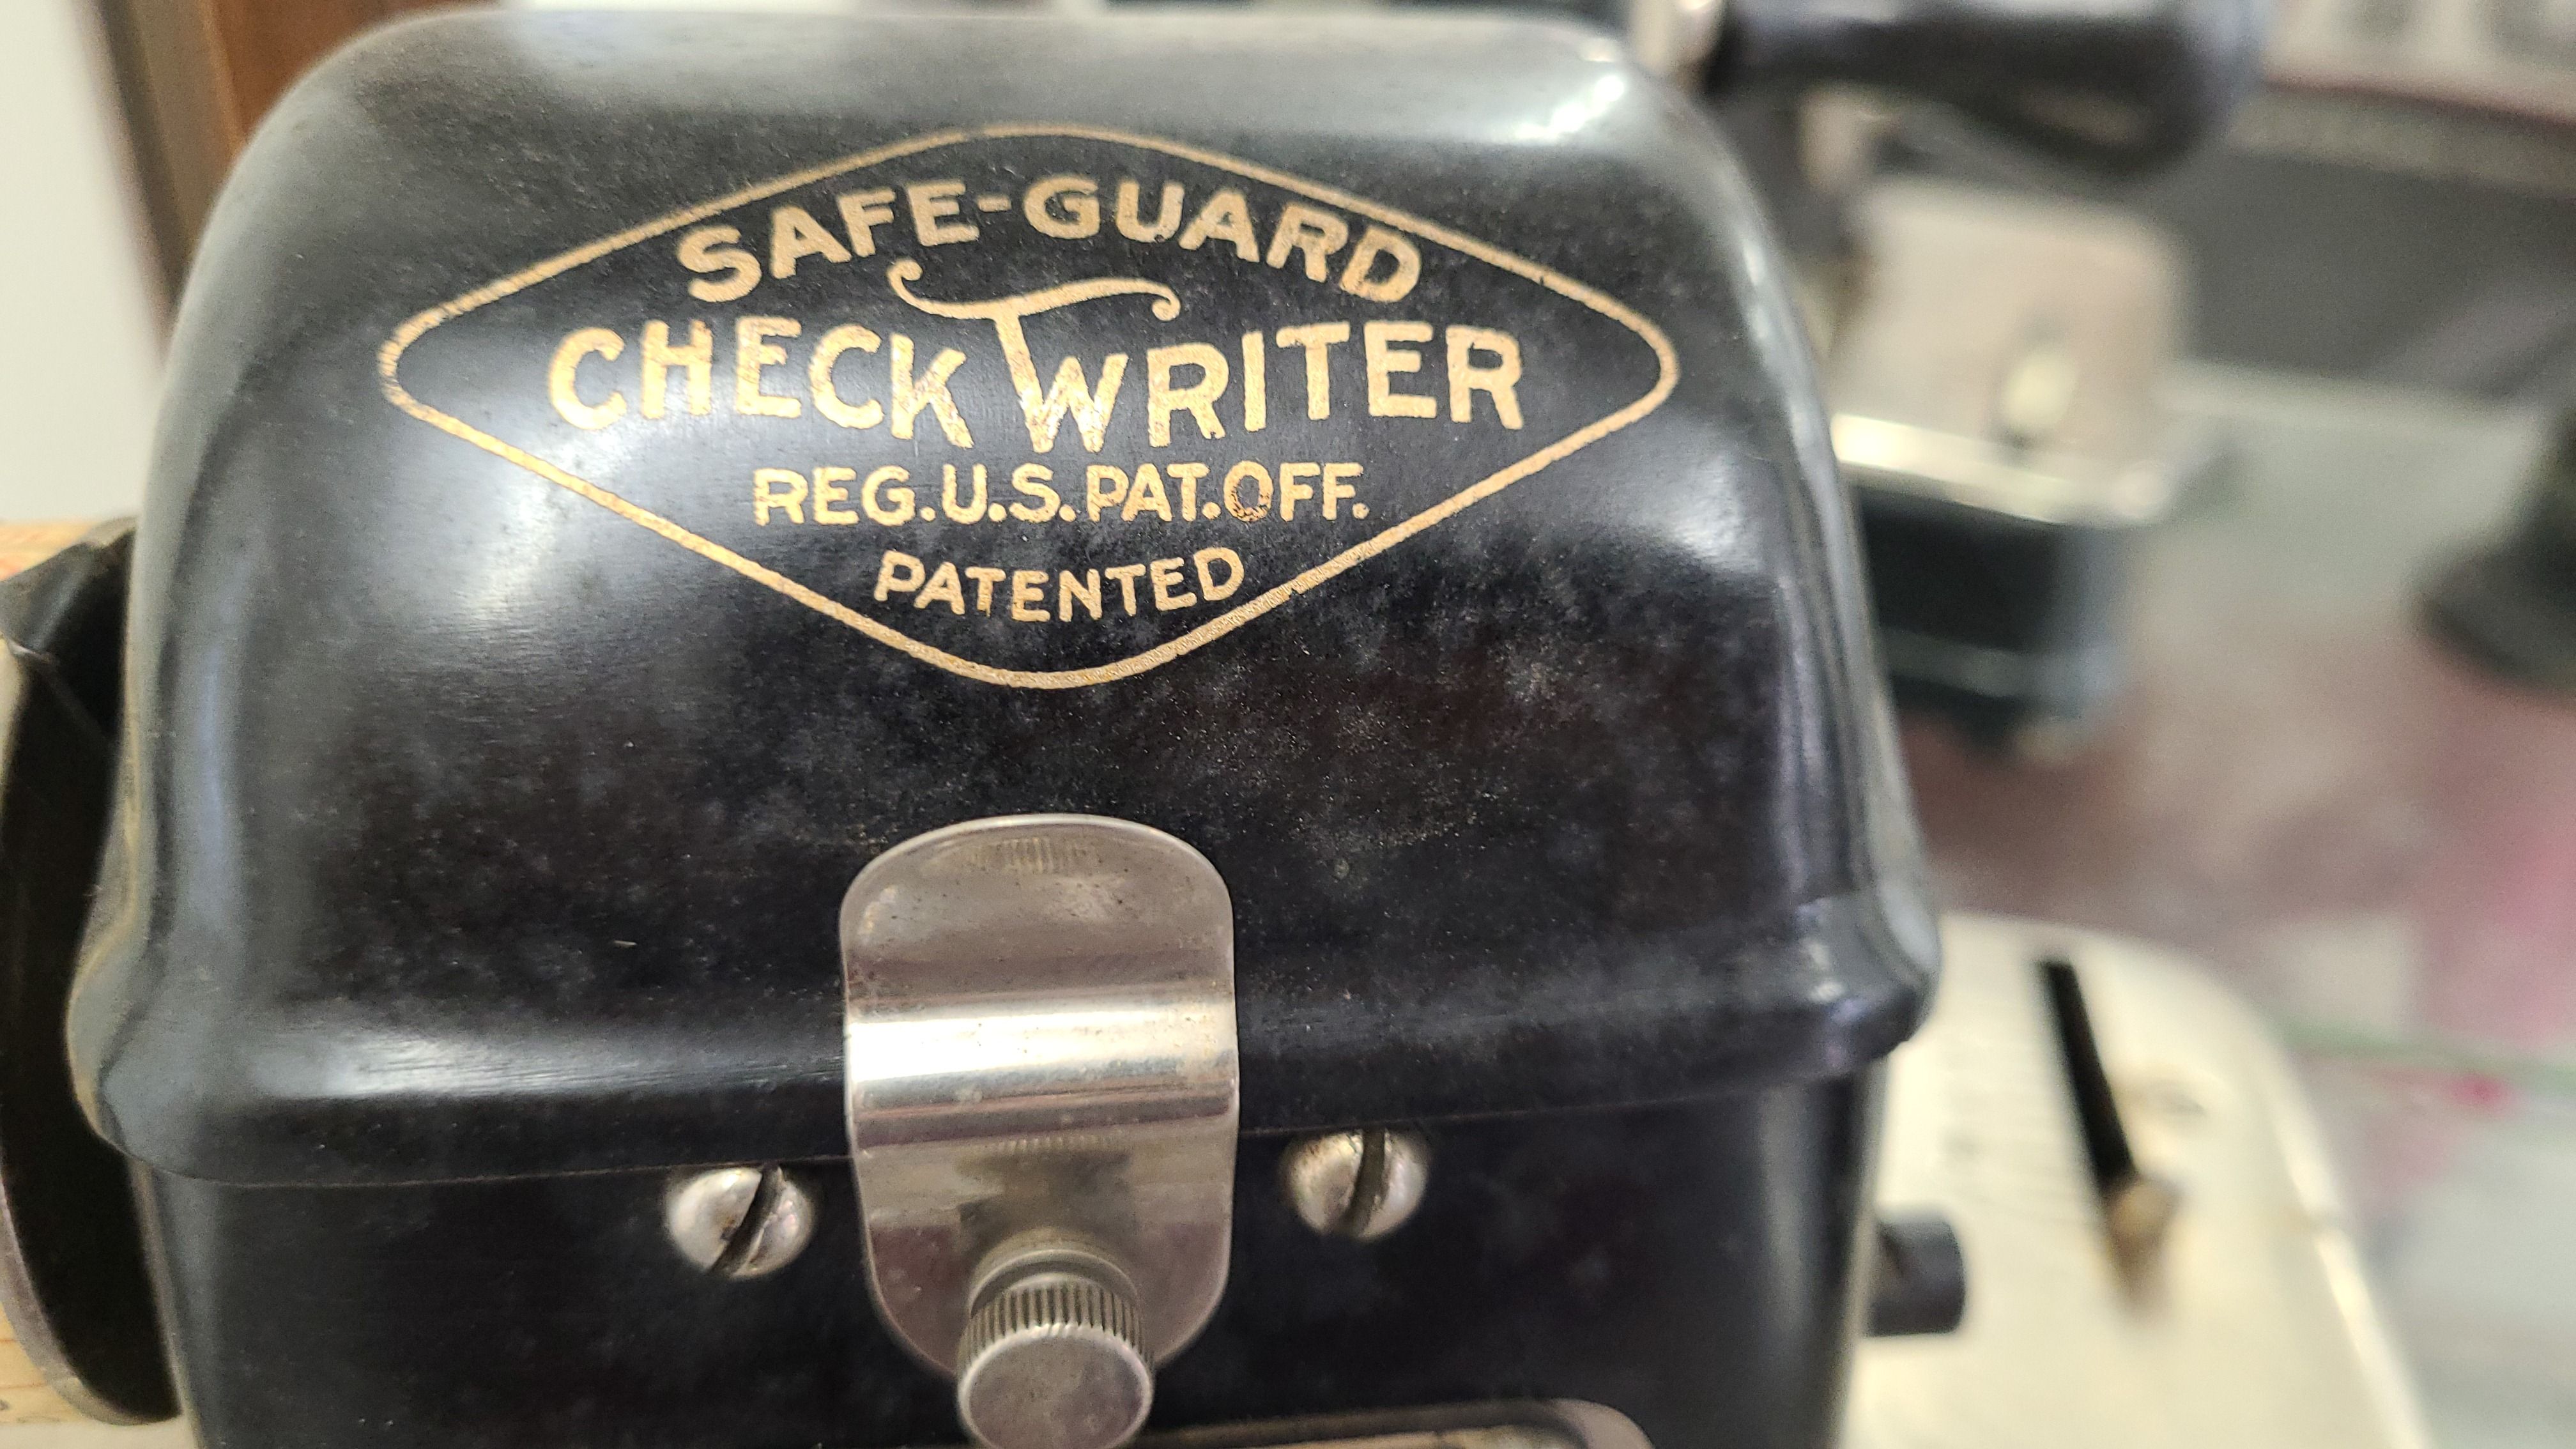 SAFE-GUARD
CHECK WRITER
REG.U.S.PAT.OFF.
PATENTED